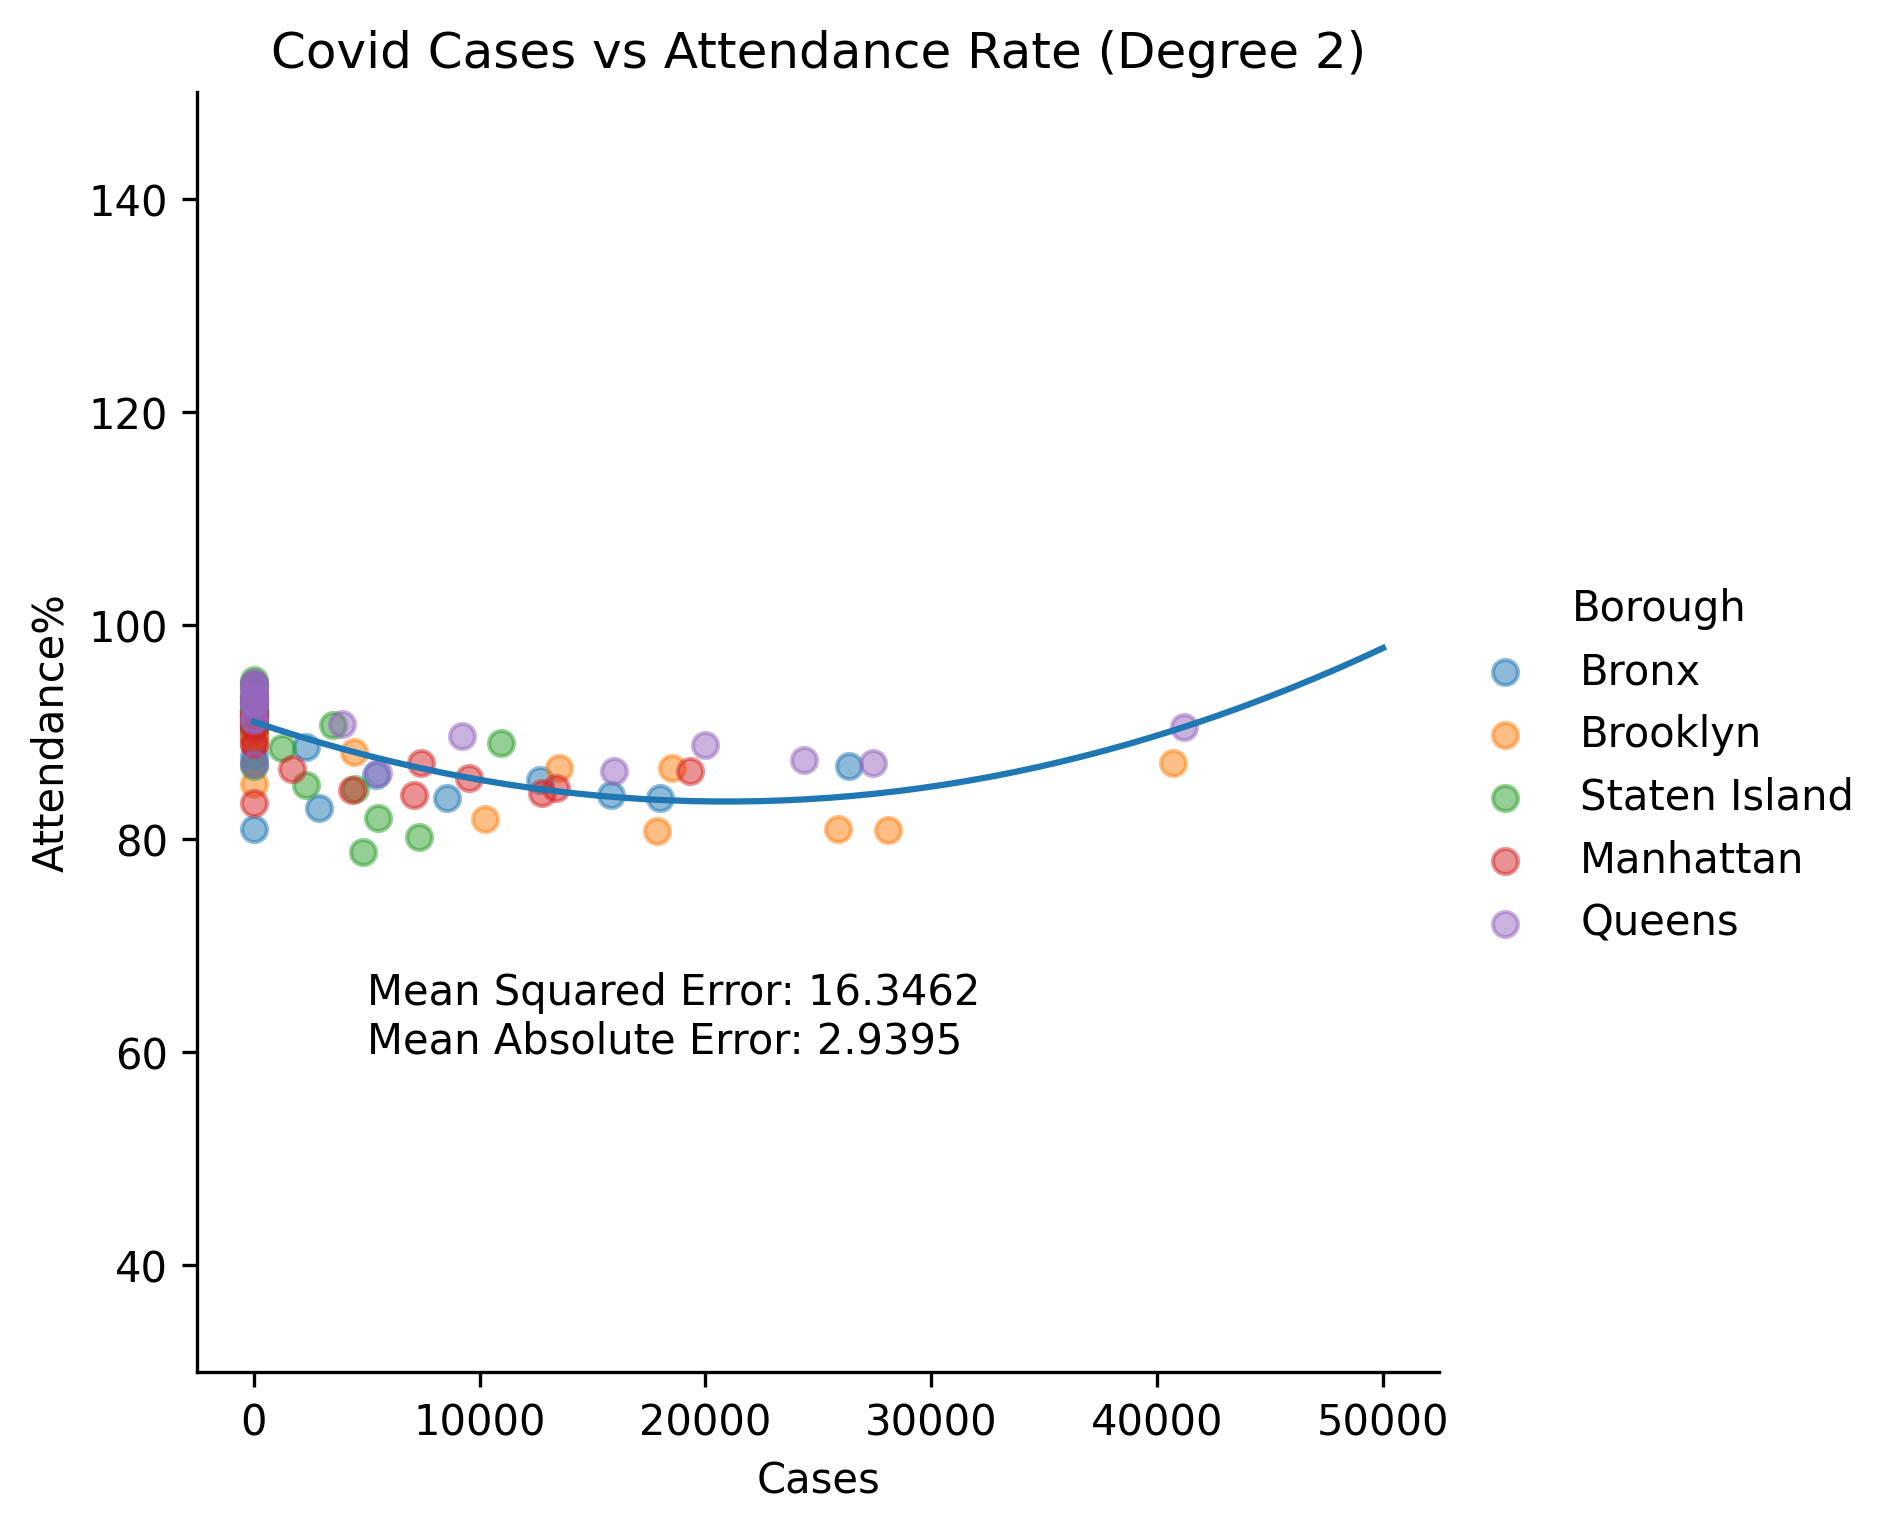 Covid Cases vs Attendance Rate (Degree 2)
140
120
100
80
60
40
Attendance%
Mean Squared Error: 16.3462
Mean Absolute Error: 2.9395
0 10000 20000 30000 40000 50000
Cases
Borough
Bronx
Brooklyn
Staten Island
Manhattan
Queens